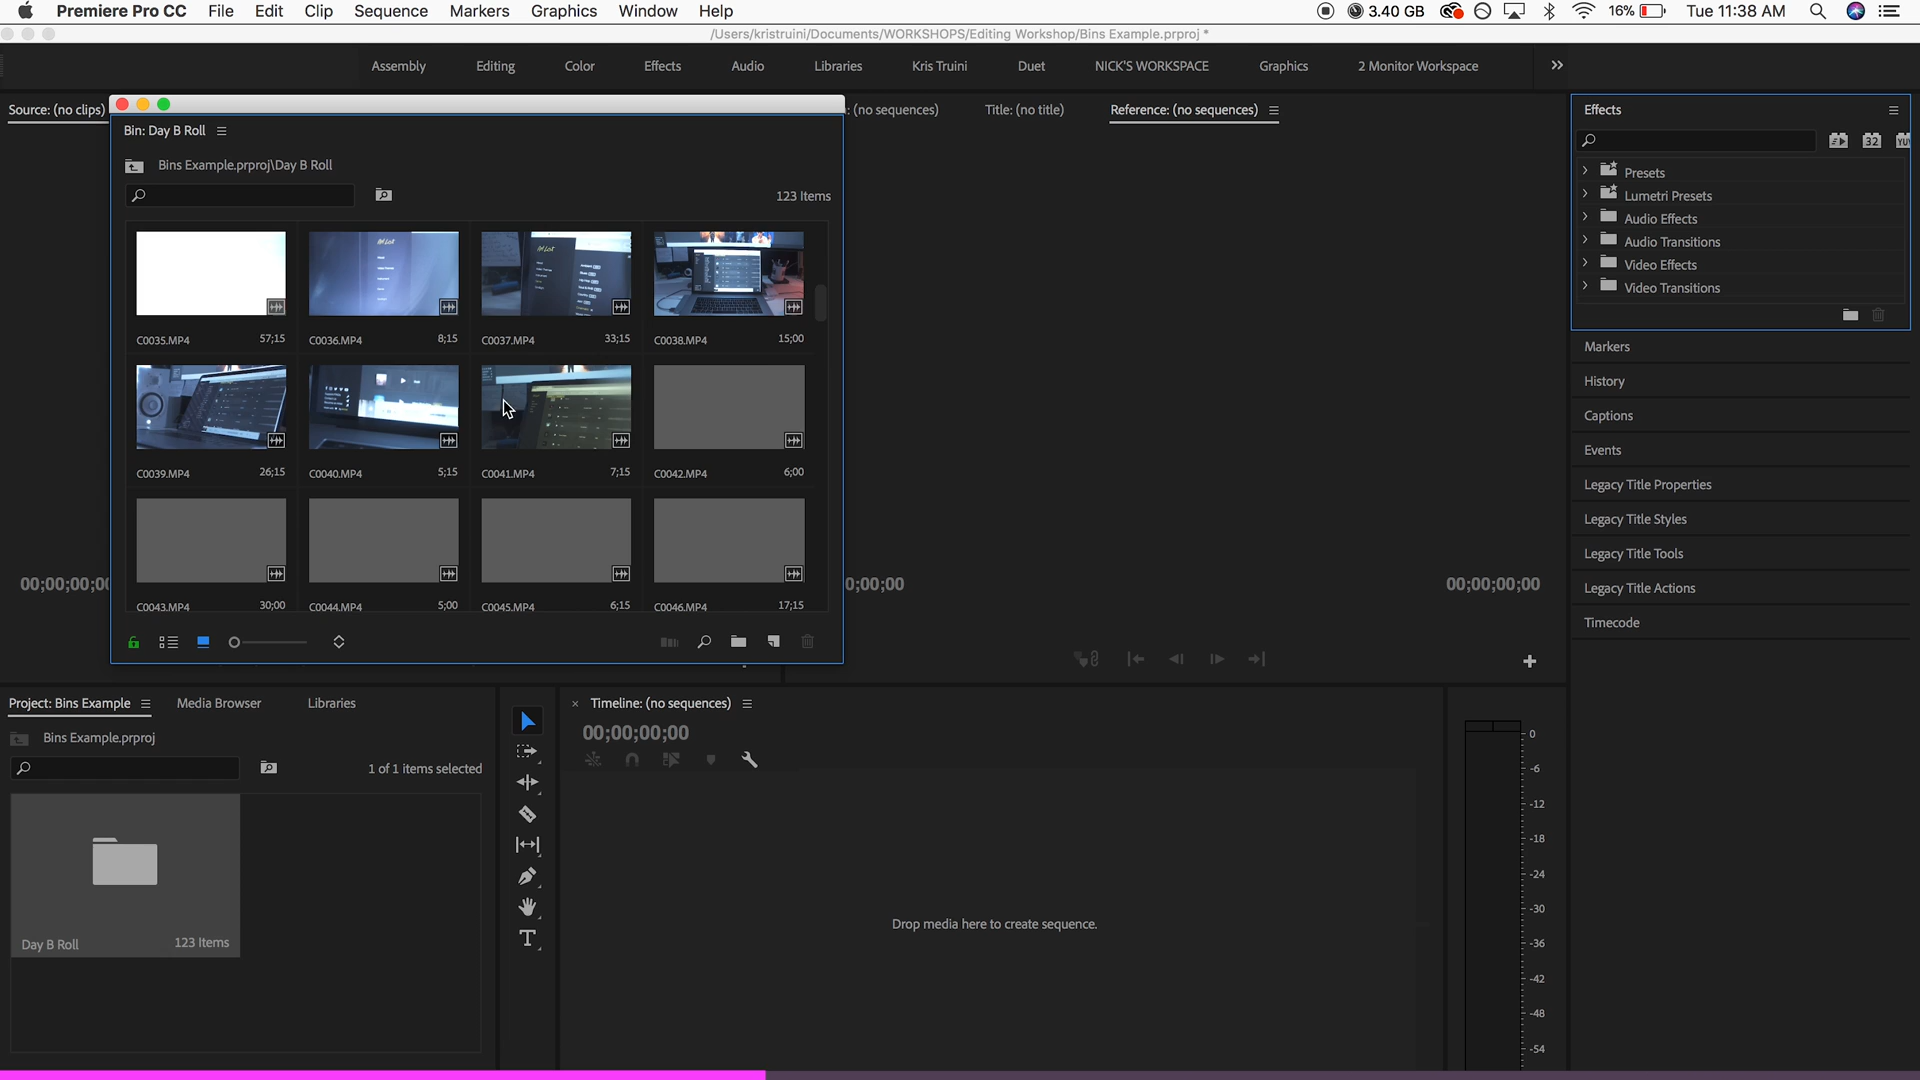 Premiere Pro CC File Edit Clip Sequence Markers Graphics Window Help 3.40 GB 16% Tue 11:38 AM
/Users/kristruini/Documents/WORKSHOPS/Editing Workshop/Bins Example.prproj *
Assembly Editing Color Effects Audio Libraries Kris Truini Duet NICK'S WORKSPACE Graphics 2 Monitor Workspace
Source: (no clips) : (no sequences) Title: (no title) Reference: (no sequences)
Bin: Day B Roll
Bins Example.prproj\Day B Roll
123 Items
C0035.MP4 57;15 C0036.MP4 8;15 C0037.MP4 33;15 C0038.MP4 15;00
C0039.MP4 26;15 C0040.MP4 5;15 C0041.MP4 7;15 C0042.MP4 6;00
C0043.MP4 30;00 C0044.MP4 5;00 C0045.MP4 6;15 C0046.MP4 17;15
00;00;00;00 0;00;00 00;00;00;00
Effects
32 YUV
Presets
Lumetri Presets
Audio Effects
Audio Transitions
Video Effects
Video Transitions
Markers
History
Captions
Events
Legacy Title Properties
Legacy Title Styles
Legacy Title Tools
Legacy Title Actions
Timecode
Project: Bins Example Media Browser Libraries
Bins Example.prproj
1 of 1 items selected
Day B Roll 123 Items
Timeline: (no sequences)
00;00;00;00
Drop media here to create sequence.
0
-6
-12
-18
-24
-30
-36
-42
-48
-54